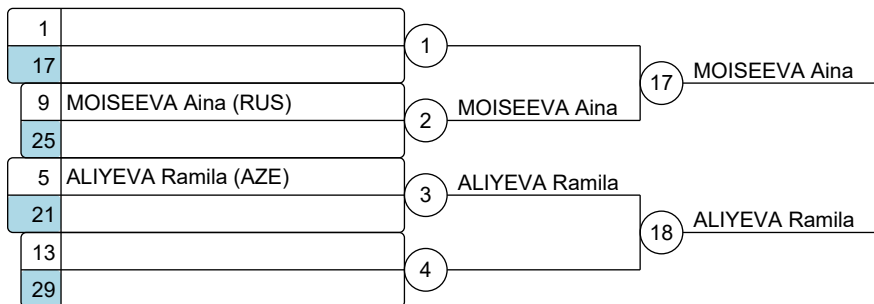 1
17
1
17
MOISEEVA Aina
9 MOISEEVA Aina (RUS)
25
2
MOISEEVA Aina
5 ALIYEVA Ramila (AZE)
21
3
ALIYEVA Ramila
18
ALIYEVA Ramila
13
29
4